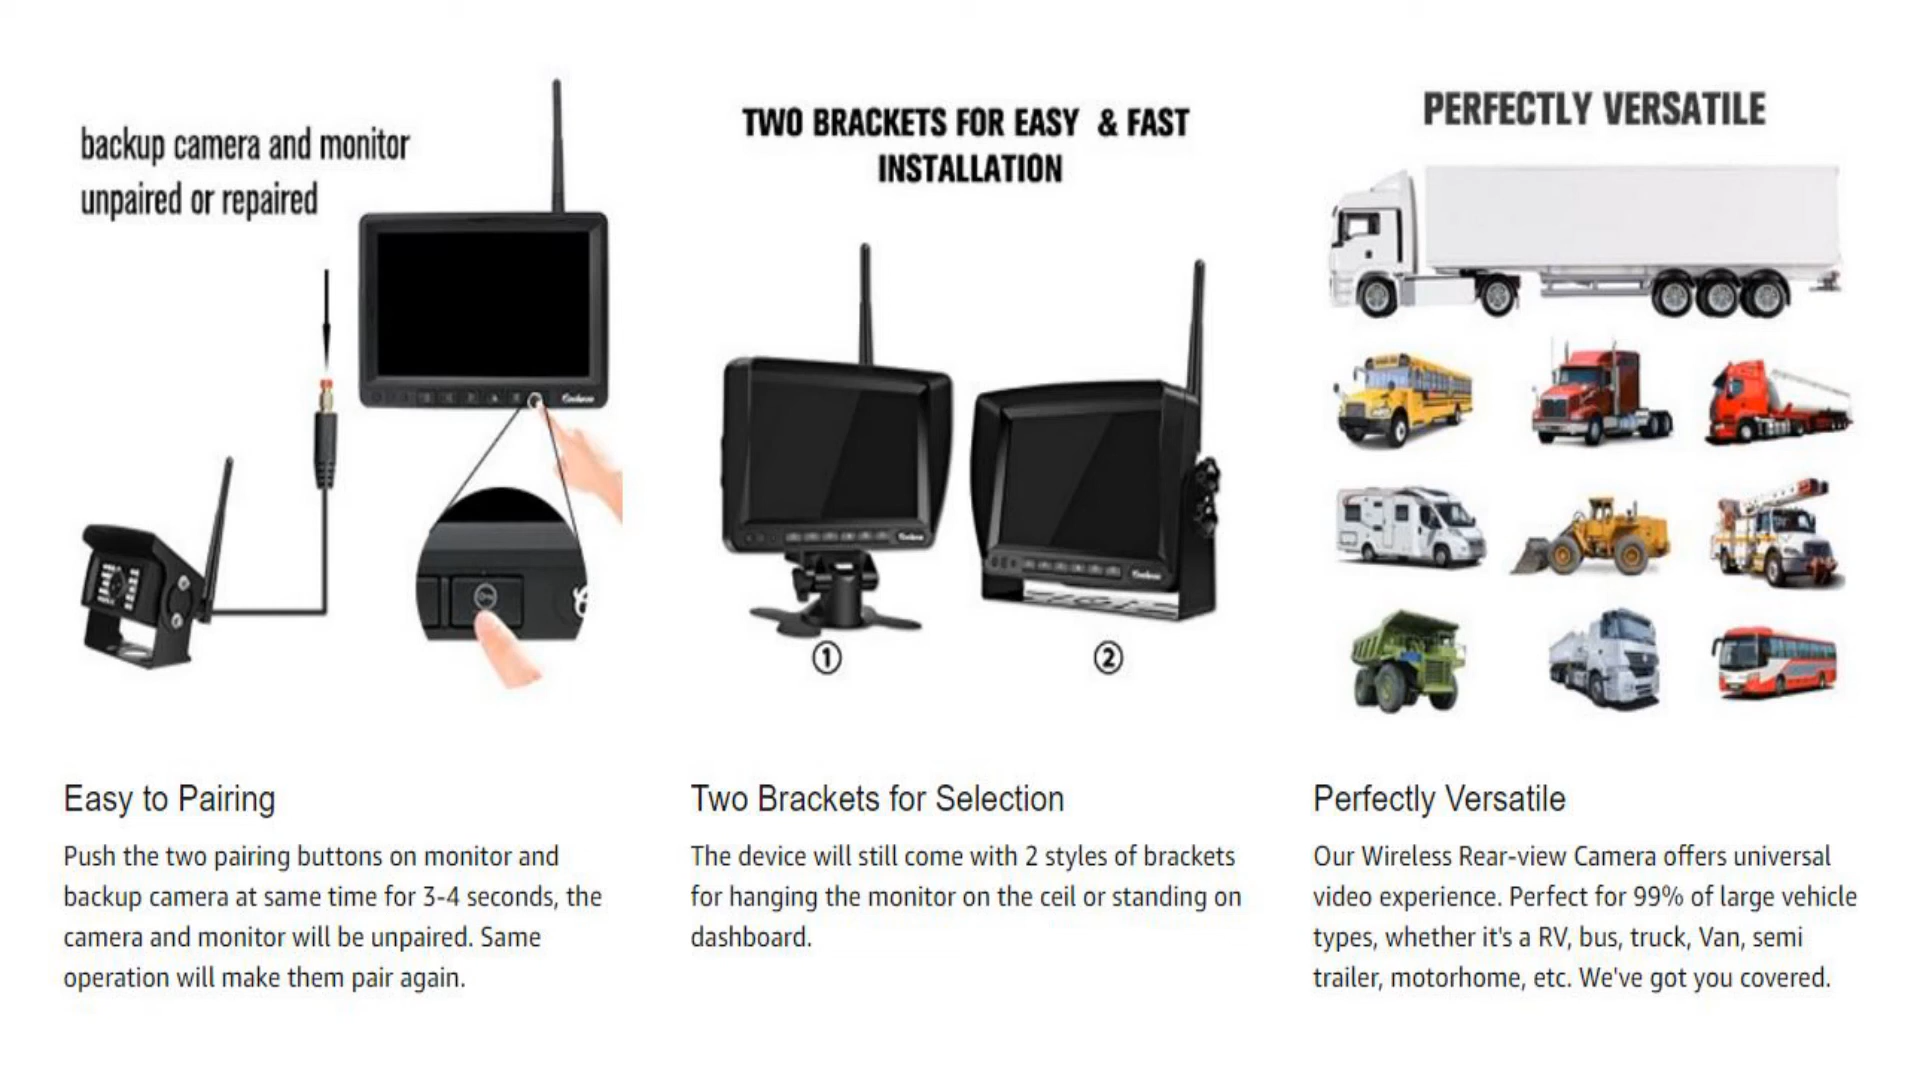 backup camera and monitor
unpaired or repaired
TWO BRACKETS FOR EASY & FAST
INSTALLATION
①
②
PERFECTLY VERSATILE
Easy to Pairing
Push the two pairing buttons on monitor and
backup camera at same time for 3-4 seconds, the
camera and monitor will be unpaired. Same
operation will make them pair again.
Two Brackets for Selection
The device will still come with 2 styles of brackets
for hanging the monitor on the ceil or standing on
dashboard.
Perfectly Versatile
Our Wireless Rear-view Camera offers universal
video experience. Perfect for 99% of large vehicle
types, whether it's a RV, bus, truck, Van, semi
trailer, motorhome, etc. We've got you covered.